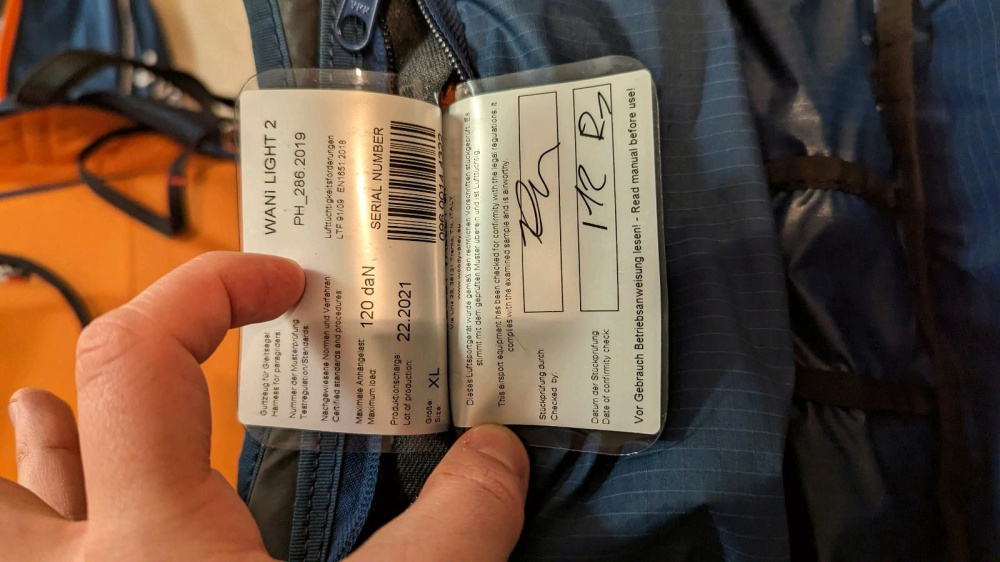 Gurtzeug für Gleitsegel:
Harness for paragliders:
WANi LIGHT 2
Nummer der Musterprüfung
Testregulation/Standards:
PH_286.2019
Nachgewiesene Normen und Verfahren
Certified standards and procedures:
Lufttüchtigkeitsforderungen
LTF 91/09 EN1651:2018
Maximale Anhängelast:
Maximum load:
120 daN
SERIAL NUMBER
Produktionscharge:
Lot of production:
22.2021
Größe
Size
XL
Dieses Luftsportgerät wurde gemäß den rechtlichen Vorschriften stückgeprüft. Es
stimmt mit dem geprüften Muster überein und ist Lufttüchtig.
This airsport equipment has been checked for confirmity with the legal regulations. It
complies with the examined sample and is airworthy.
Stückprüfung durch
Checked by:
Datum der Stückprüfung
Date of confirmity check:
Vor Gebrauch Betriebsanweisung lesen! - Read manual before use!